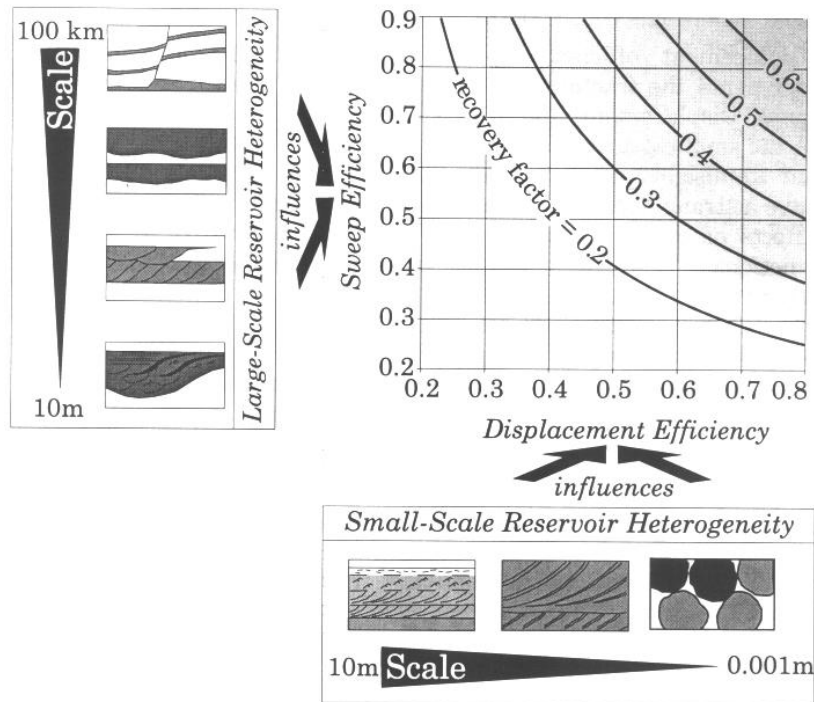 100 km
Scale
10m
Large-Scale Reservoir Heterogeneity
influences
Sweep Efficiency
0.9
0.8
0.7
0.6
0.5
0.4
0.3
0.2
recovery factor = 0.2
0.3
0.4
0.5
0.6
0.2 0.3 0.4 0.5 0.6 0.7 0.8
Displacement Efficiency
influences
Small-Scale Reservoir Heterogeneity
10m Scale 0.001m